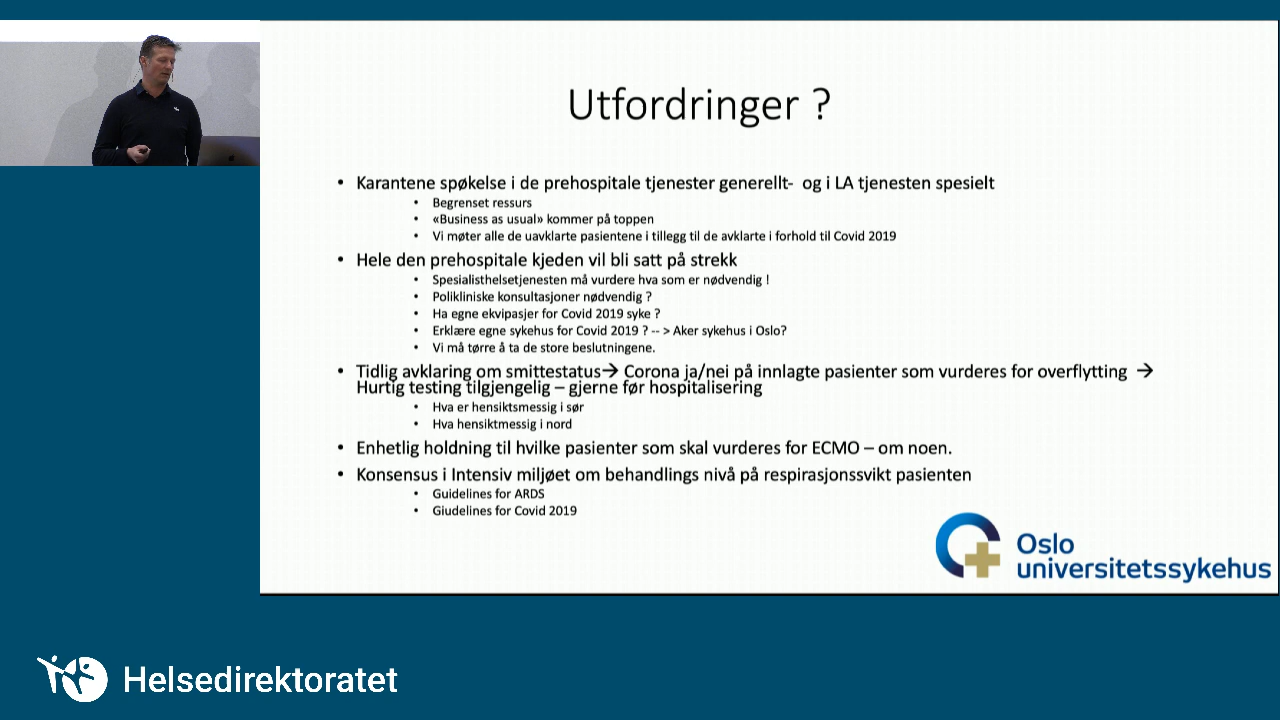 Utfordringer ?
• Karantene spøkelse i de prehospitale tjenester generellt- og i LA tjenesten spesielt
• Begrenset ressurs
• «Business as usual» kommer på toppen
• Vi møter alle de uavklarte pasientene i tillegg til de avklarte i forhold til Covid 2019
• Hele den prehospitale kjeden vil bli satt på strekk
• Spesialisthelsetjenesten må vurdere hva som er nødvendig !
• Polikliniske konsultasjoner nødvendig ?
• Ha egne ekvipasjer for Covid 2019 syke ?
• Erklære egne sykehus for Covid 2019 ? -- > Aker sykehus i Oslo?
• Vi må tørre å ta de store beslutningene.
• Tidlig avklaring om smittestatus→ Corona ja/nei på innlagte pasienter som vurderes for overflytting →
Hurtig testing tilgjengelig – gjerne før hospitalisering
• Hva er hensiktsmessig i sør
• Hva hensiktmessig i nord
• Enhetlig holdning til hvilke pasienter som skal vurderes for ECMO – om noen.
• Konsensus i Intensiv miljøet om behandlings nivå på respirasjonssvikt pasienten
• Guidelines for ARDS
• Giudelines for Covid 2019
Oslo
universitetssykehus
Helsedirektoratet